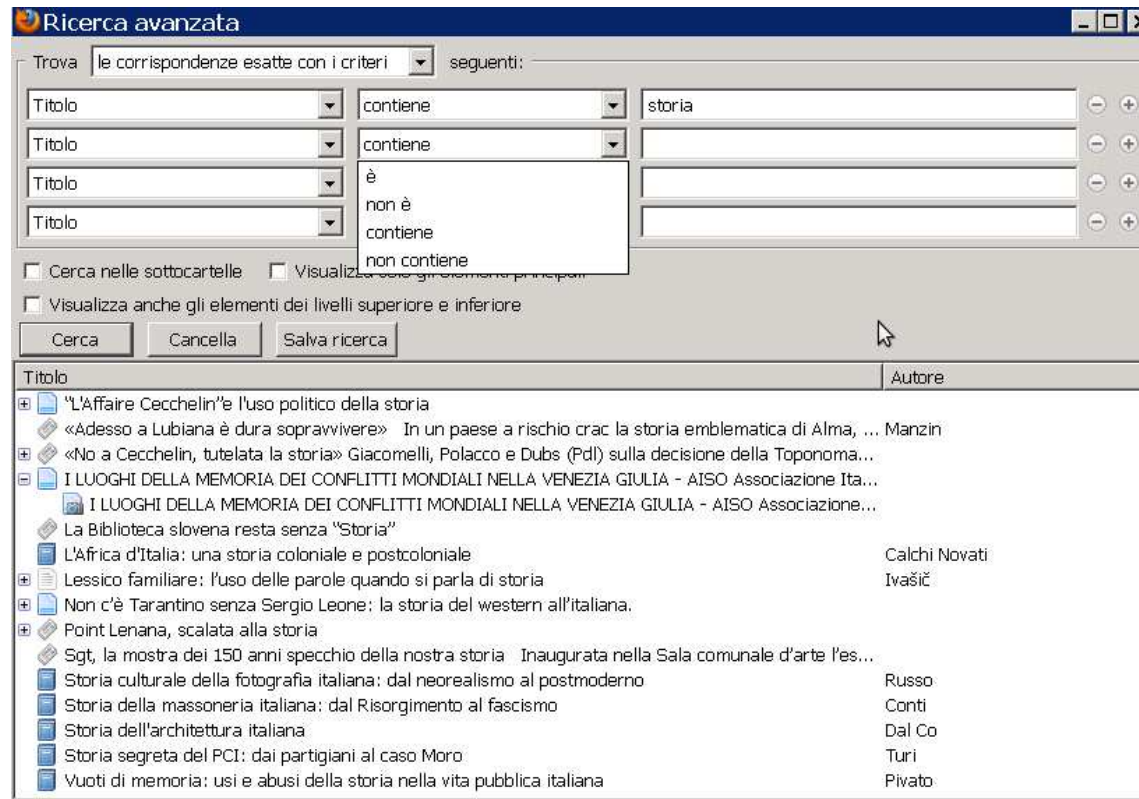 Ricerca avanzata
Trova le corrispondenze esatte con i criteri seguenti:
Titolo contiene storia
Titolo contiene
Titolo
Titolo
è
non è
contiene
non contiene
Cerca nelle sottocartelle Visualizza solo gli elementi principali
Visualizza anche gli elementi dei livelli superiore e inferiore
Cerca Cancella Salva ricerca
Titolo Autore
"L'Affaire Cecchelin"e l'uso politico della storia
«Adesso a Lubiana è dura sopravvivere» In un paese a rischio crac la storia emblematica di Alma, ... Manzin
«No a Cecchelin, tutelata la storia» Giacomelli, Polacco e Dubs (Pdl) sulla decisione della Toponoma...
I LUOGHI DELLA MEMORIA DEI CONFLITTI MONDIALI NELLA VENEZIA GIULIA - AISO Associazione Ita...
I LUOGHI DELLA MEMORIA DEI CONFLITTI MONDIALI NELLA VENEZIA GIULIA - AISO Associazione...
La Biblioteca slovena resta senza "Storia"
L'Africa d'Italia: una storia coloniale e postcoloniale Calchi Novati
Lessico familiare: l'uso delle parole quando si parla di storia Ivašič
Non c'è Tarantino senza Sergio Leone: la storia del western all'italiana.
Point Lenana, scalata alla storia
Sgt, la mostra dei 150 anni specchio della nostra storia Inaugurata nella Sala comunale d'arte l'es...
Storia culturale della fotografia italiana: dal neorealismo al postmoderno Russo
Storia della massoneria italiana: dal Risorgimento al fascismo Conti
Storia dell'architettura italiana Dal Co
Storia segreta del PCI: dai partigiani al caso Moro Turi
Vuoti di memoria: usi e abusi della storia nella vita pubblica italiana Pivato